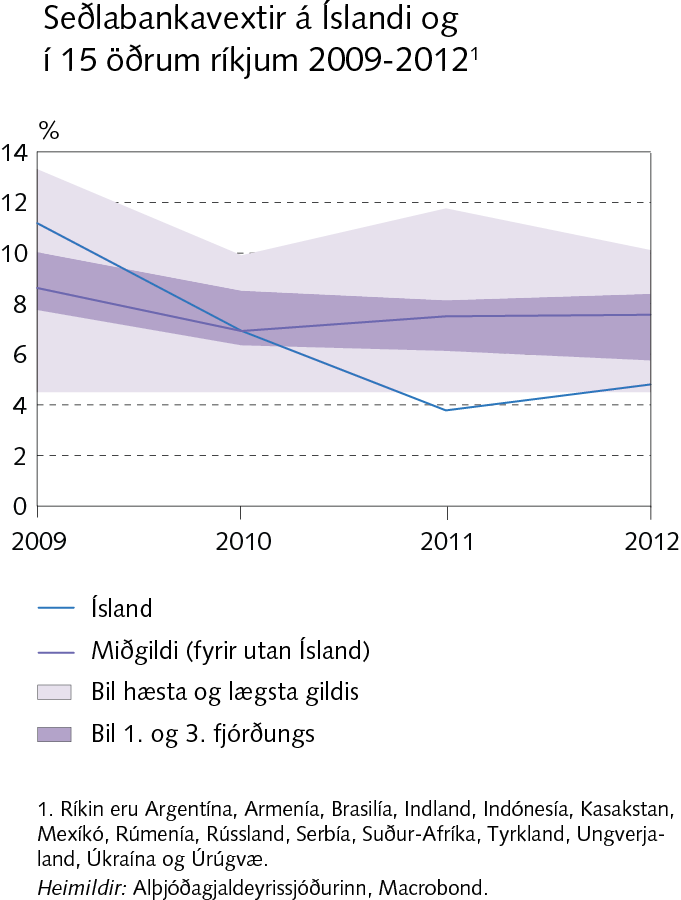 Seðlabankavextir á Íslandi og
í 15 öðrum ríkjum 2009-2012¹
%
14
12
10
8
6
4
2
0
2009 2010 2011 2012
Ísland
Miðgildi (fyrir utan Ísland)
Bil hæsta og lægsta gildis
Bil 1. og 3. fjórðungs
1. Ríkin eru Argentína, Armenía, Brasilía, Indland, Indónesía, Kasakstan,
Mexíkó, Rúmenía, Rússland, Serbía, Suður-Afríka, Tyrkland, Ungverja-
land, Úkraína og Úrúgvæ.
Heimildir: Alþjóðagjaldeyrissjóðurinn, Macrobond.